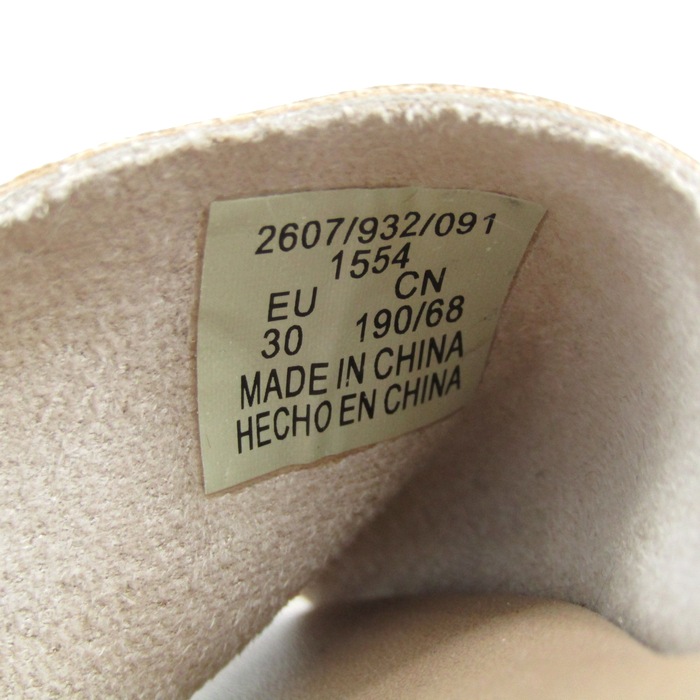 2607/932/091
1554
EU CN
30 190/68
MADE IN CHINA
HECHO EN CHINA